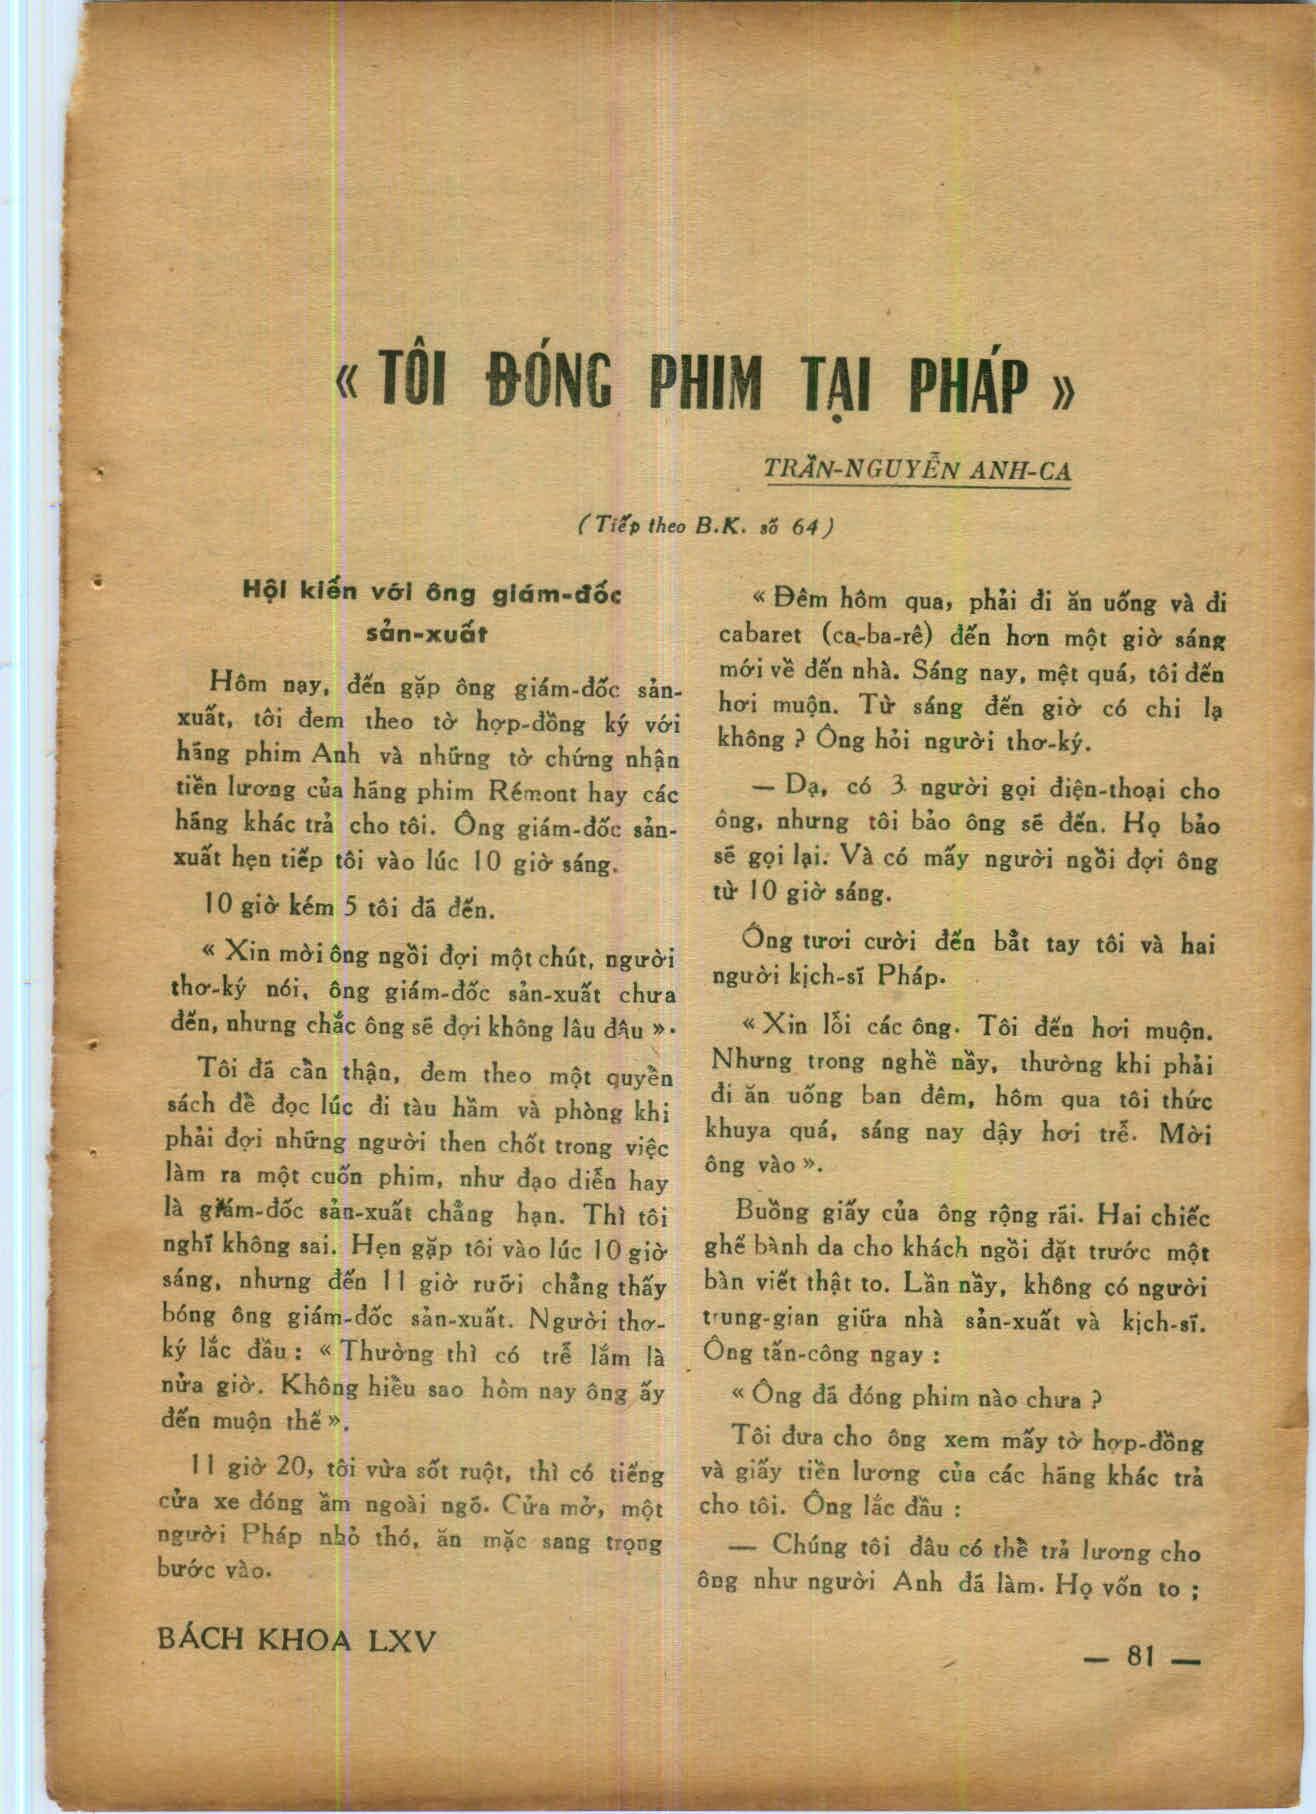 « TÔI ĐÓNG PHIM TẠI PHÁP »
TRẦN-NGUYỄN ANH-CA
(Tiếp theo B.K. số 64)
Hội kiến với ông giám-đốc
sản-xuất
Hôm nay, đến gặp ông giám-đốc sản-
xuất, tôi đem theo tờ hợp-đồng ký với
hãng phim Anh và những tờ chứng nhận
tiền lương của hãng phim Rémont hay các
hãng khác trả cho tôi. Ông giám-đốc sản-
xuất hẹn tiếp tôi vào lúc 10 giờ sáng.
10 giờ kém 5 tôi đã đến.
« Xin mời ông ngồi đợi một chút, người
thơ-ký nói, ông giám-đốc sản-xuất chưa
đến, nhưng chắc ông sẽ đợi không lâu đâu ».
Tôi đã cẩn thận, đem theo một quyển
sách để đọc lúc đi tàu hầm và phòng khi
phải đợi những người then chốt trong việc
làm ra một cuốn phim, như đạo diễn hay
là giám-đốc sản-xuất chẳng hạn. Thì tôi
nghĩ không sai. Hẹn gặp tôi vào lúc 10 giờ
sáng, nhưng đến 11 giờ rưỡi chẳng thấy
bóng ông giám-đốc sản-xuất. Người thơ-
ký lắc đầu : « Thường thì có trễ lắm là
nửa giờ. Không hiểu sao hôm nay ông ấy
đến muộn thế ».
11 giờ 20, tôi vừa sốt ruột, thì có tiếng
cửa xe đóng ầm ngoài ngõ. Cửa mở, một
người Pháp nhỏ thó, ăn mặc sang trọng
bước vào.
« Đêm hôm qua, phải đi ăn uống và đi
cabaret (ca-ba-rê) đến hơn một giờ sáng
mới về đến nhà. Sáng nay, mệt quá, tôi đến
hơi muộn. Từ sáng đến giờ có chi lạ
không ? Ông hỏi người thơ-ký.
— Dạ, có 3 người gọi điện-thoại cho
ông, nhưng tôi bảo ông sẽ đến. Họ bảo
sẽ gọi lại. Và có mấy người ngồi đợi ông
từ 10 giờ sáng.
Ông tươi cười đến bắt tay tôi và hai
người kịch-sĩ Pháp.
« Xin lỗi các ông. Tôi đến hơi muộn.
Nhưng trong nghề nầy, thường khi phải
đi ăn uống ban đêm, hôm qua tôi thức
khuya quá, sáng nay dậy hơi trễ. Mời
ông vào ».
Buồng giấy của ông rộng rãi. Hai chiếc
ghế bành da cho khách ngồi đặt trước một
bàn viết thật to. Lần nầy, không có người
trung-gian giữa nhà sản-xuất và kịch-sĩ.
Ông tấn-công ngay :
« Ông đã đóng phim nào chưa ?
Tôi đưa cho ông xem mấy tờ hợp-đồng
và giấy tiền lương của các hãng khác trả
cho tôi. Ông lắc đầu :
— Chúng tôi đâu có thể trả lương cho
ông như người Anh đã làm. Họ vốn to ;
BÁCH KHOA LXV
— 81 —